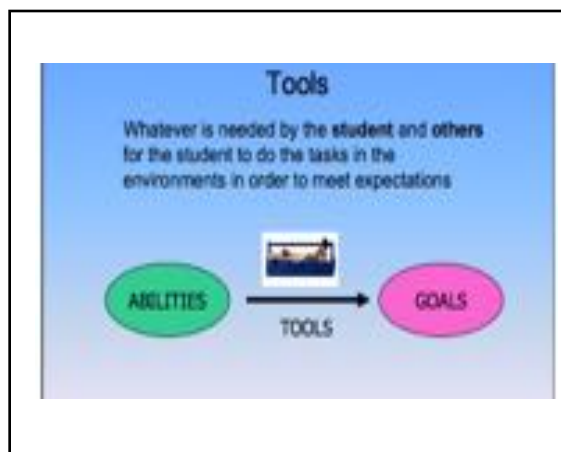 Tools
Whatever is needed by the student and others
for the student to do the tasks in the
environments in order to meet expectations
ABILITIES
TOOLS
GOALS